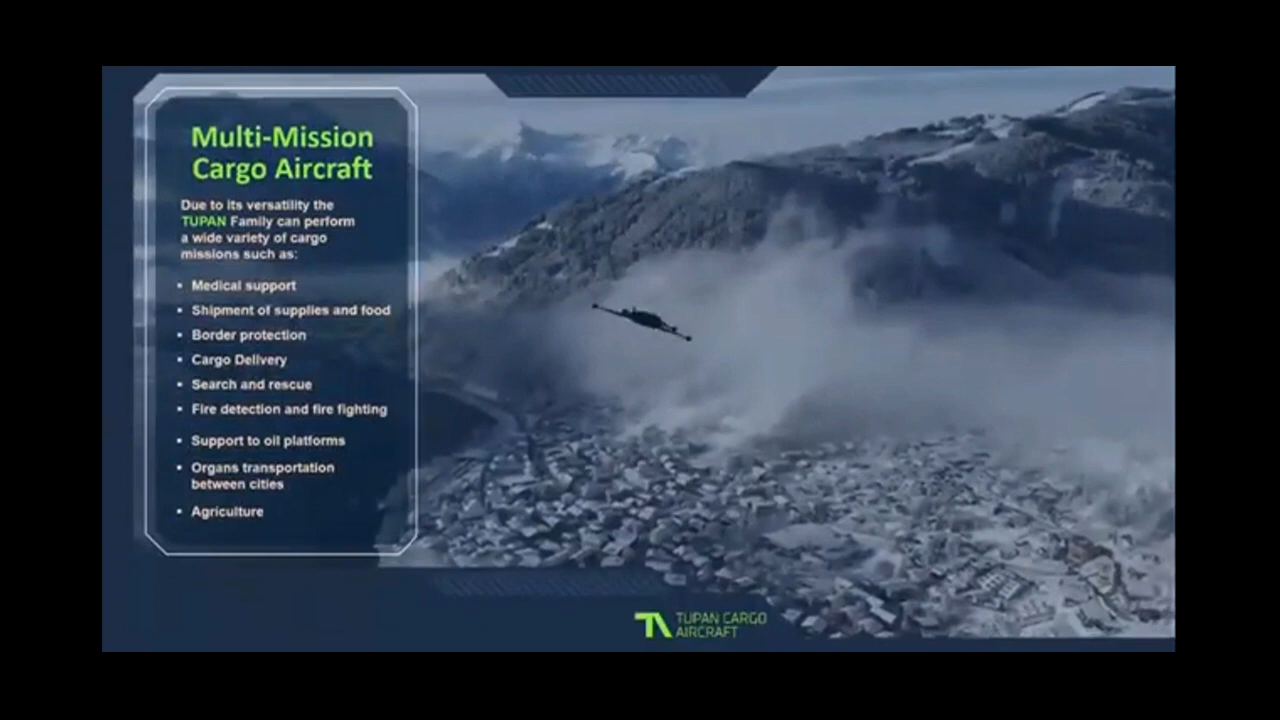 Multi-Mission
Cargo Aircraft
Due to its versatility the
TUPAN Family can perform
a wide variety of cargo
missions such as:
▪ Medical support
▪ Shipment of supplies and food
▪ Border protection
▪ Cargo Delivery
▪ Search and rescue
▪ Fire detection and fire fighting
▪ Support to oil platforms
▪ Organs transportation
between cities
▪ Agriculture
TUPAN CARGO
AIRCRAFT